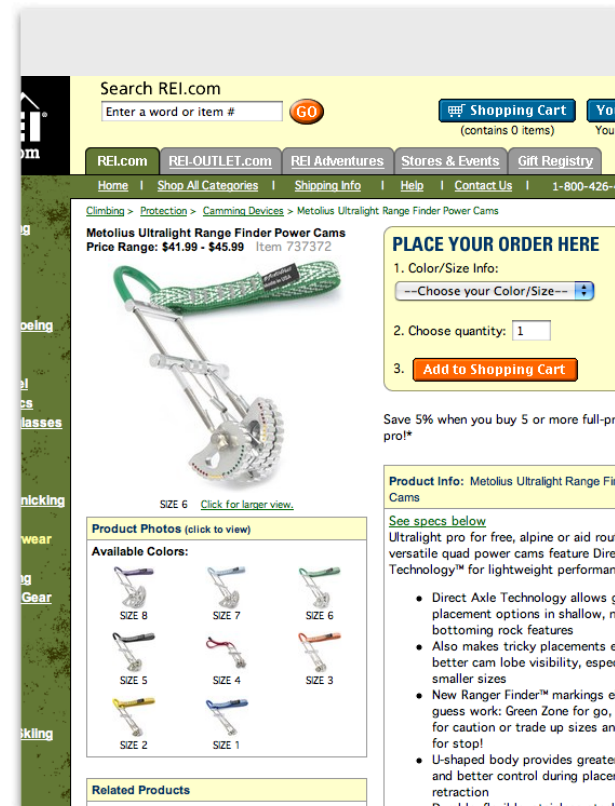 Search REI.com
Enter a word or item #
GO
Shopping Cart
(contains 0 items)
REI.com
REI-OUTLET.com
REI Adventures
Stores & Events
Gift Registry
Home | Shop All Categories | Shipping Info | Help | Contact Us | 1-800-426-
Climbing > Protection > Camming Devices > Metolius Ultralight Range Finder Power Cams
Metolius Ultralight Range Finder Power Cams
Price Range: $41.99 - $45.99 Item 737372
SIZE 6 Click for larger view.
Product Photos (click to view)
Available Colors:
SIZE 8
SIZE 7
SIZE 6
SIZE 5
SIZE 4
SIZE 3
SIZE 2
SIZE 1
Related Products
PLACE YOUR ORDER HERE
1. Color/Size Info:
--Choose your Color/Size--
2. Choose quantity: 1
3. Add to Shopping Cart
Save 5% when you buy 5 or more full-pr
pro!*
Product Info: Metolius Ultralight Range Fi
Cams
See specs below
Ultralight pro for free, alpine or aid rou
versatile quad power cams feature Dire
Technology™ for lightweight performan
• Direct Axle Technology allows g
placement options in shallow, n
bottoming rock features
• Also makes tricky placements e
better cam lobe visibility, espe
smaller sizes
• New Ranger Finder™ markings e
guess work: Green Zone for go,
for caution or trade up sizes an
for stop!
• U-shaped body provides greate
and better control during place
retraction